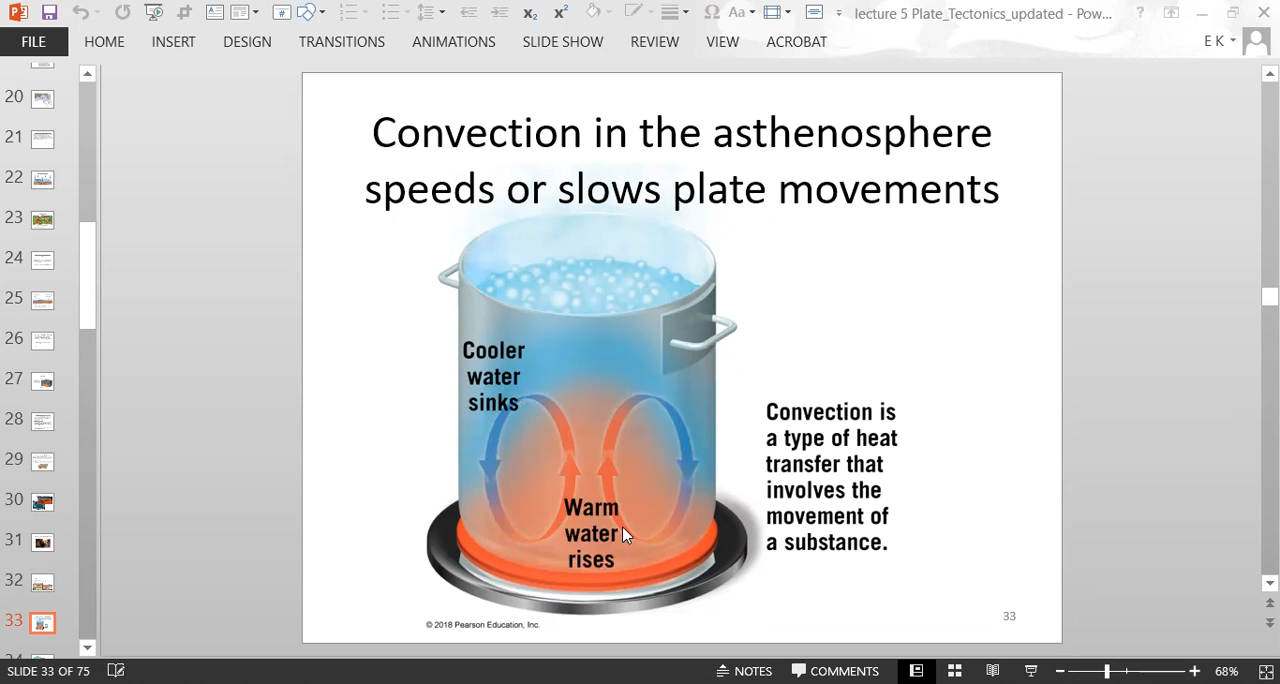 lecture 5 Plate_Tectonics_updated - Pow...
FILE HOME INSERT DESIGN TRANSITIONS ANIMATIONS SLIDE SHOW REVIEW VIEW ACROBAT E K
20
21
22
23
24
25
26
27
28
29
30
31
32
33
Convection in the asthenosphere
speeds or slows plate movements
Cooler
water
sinks
Warm
water
rises
Convection is
a type of heat
transfer that
involves the
movement of
a substance.
© 2018 Pearson Education, Inc.
33
SLIDE 33 OF 75 NOTES COMMENTS 68%